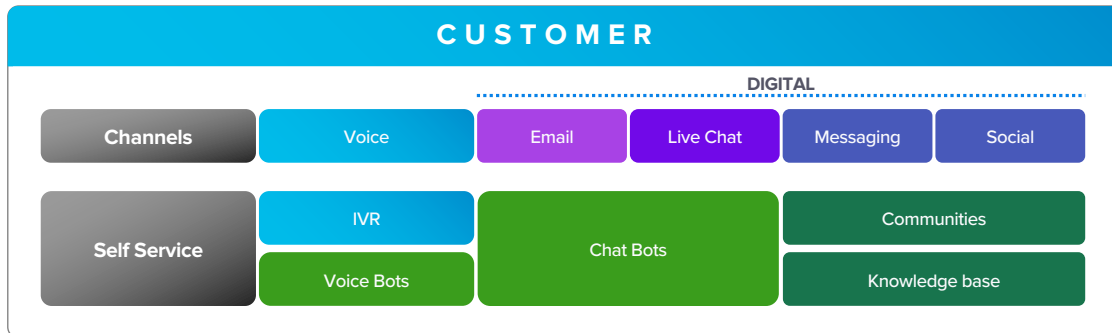 CUSTOMER
DIGITAL
Channels
Voice
Email
Live Chat
Messaging
Social
Self Service
IVR
Voice Bots
Chat Bots
Communities
Knowledge base